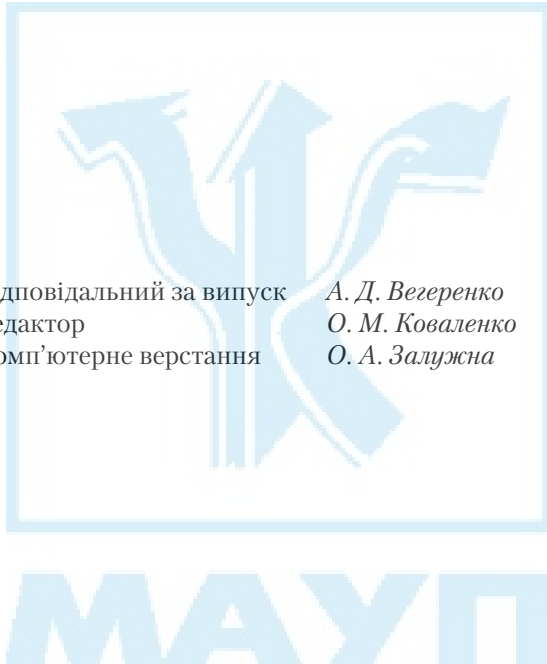 дповідальний за випуск А. Д. Вегеренко
едактор О. М. Коваленко
омп’ютерне верстання О. А. Залужна
МАУП